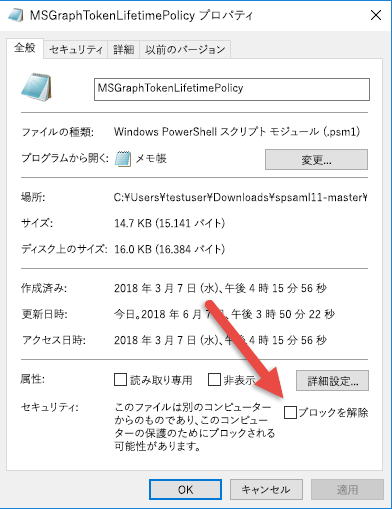 MSGraphTokenLifetimePolicy プロパティ
全般 セキュリティ 詳細 以前のバージョン
MSGraphTokenLifetimePolicy
ファイルの種類: Windows PowerShell スクリプト モジュール (.psm1)
プログラムから開く: メモ帳 変更...
場所: C:¥Users¥testuser¥Downloads¥spsaml11-master¥
サイズ: 14.7 KB (15.141 バイト)
ディスク上のサイズ: 16.0 KB (16.384 バイト)
作成済み: 2018 年 3 月 7 日 (水)、午後 4 時 15 分 56 秒
更新日時: 今日。2018 年 6 月 7 日、午後 3 時 50 分 22 秒
アクセス日時: 2018 年 3 月 7 日 (水)、午後 4 時 15 分 56 秒
属性: 読み取り専用 非表示 詳細設定...
セキュリティ: このファイルは別のコンピューター
からのものであり、このコンピュー
ターの保護のためにブロックされる
可能性があります。
ブロックを解除
OK キャンセル 適用